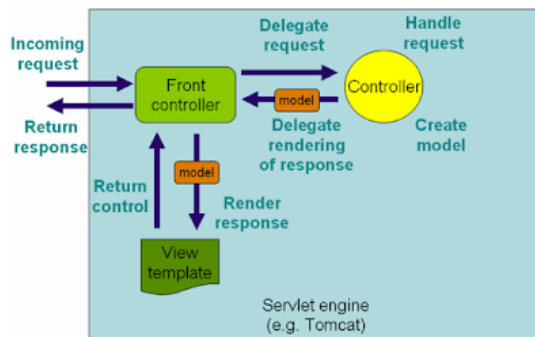 Incoming
request
Return
response
Front
controller
Delegate
request
Handle
request
Controller
model
Delegate
rendering
of response
Create
model
Return
control
model
Render
response
View
template
Servlet engine
(e.g. Tomcat)